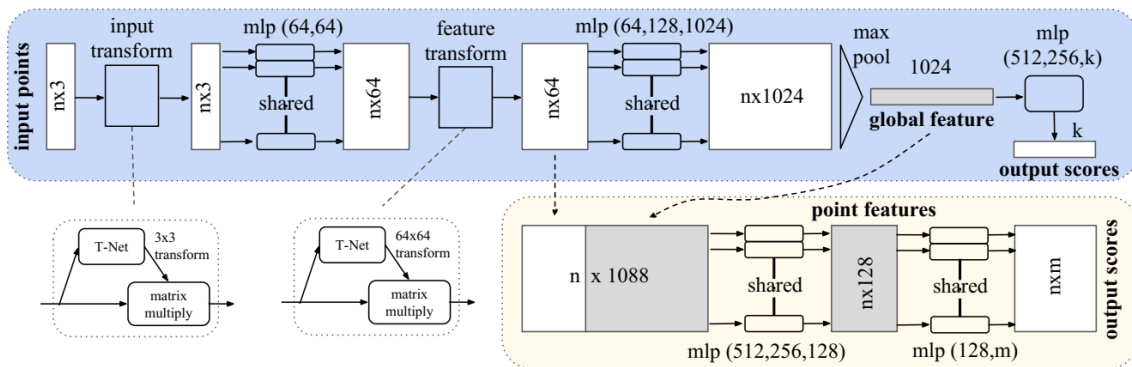 input points
nx3
input
transform
nx3
mlp (64,64)
shared
nx64
feature
transform
nx64
mlp (64,128,1024)
shared
nx1024
max
pool
1024
global feature
mlp
(512,256,k)
k
output scores
T-Net
3x3
transform
matrix
multiply
T-Net
64x64
transform
matrix
multiply
point features
n x 1088
shared
mlp (512,256,128)
nx128
shared
mlp (128,m)
nxm
output scores